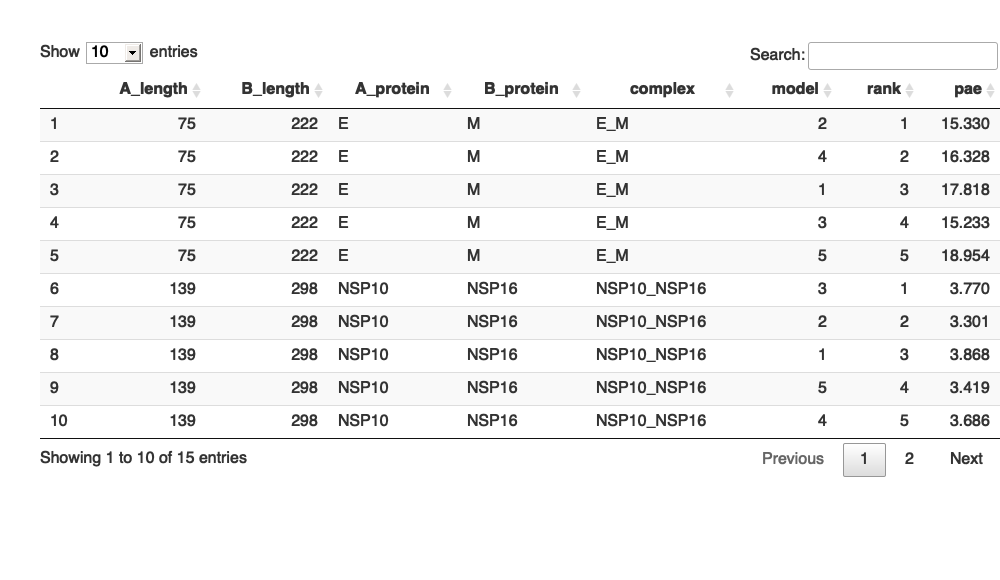 Show 10 entries
Search:
A_length B_length A_protein B_protein complex model rank pae
1 75 222 E M E_M 2 1 15.330
2 75 222 E M E_M 4 2 16.328
3 75 222 E M E_M 1 3 17.818
4 75 222 E M E_M 3 4 15.233
5 75 222 E M E_M 5 5 18.954
6 139 298 NSP10 NSP16 NSP10_NSP16 3 1 3.770
7 139 298 NSP10 NSP16 NSP10_NSP16 2 2 3.301
8 139 298 NSP10 NSP16 NSP10_NSP16 1 3 3.868
9 139 298 NSP10 NSP16 NSP10_NSP16 5 4 3.419
10 139 298 NSP10 NSP16 NSP10_NSP16 4 5 3.686
Showing 1 to 10 of 15 entries
Previous 1 2 Next